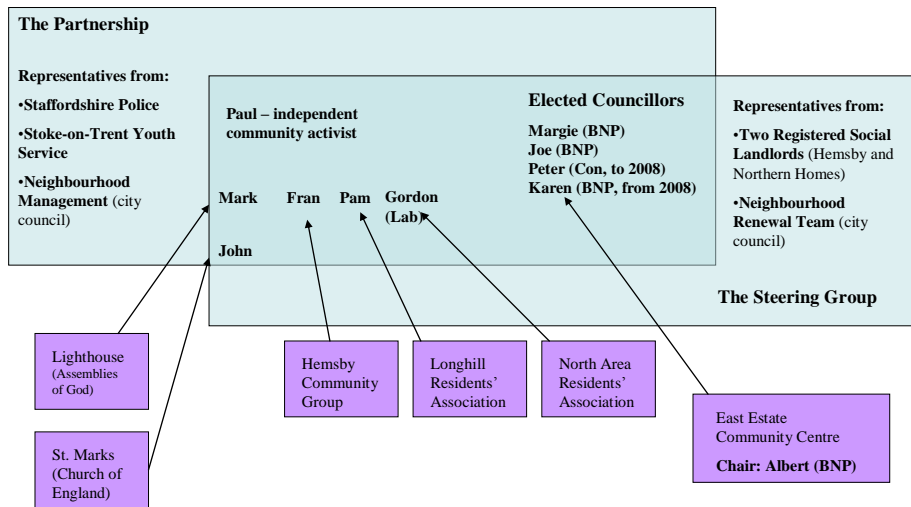 The Partnership
Representatives from:
•Staffordshire Police
•Stoke-on-Trent Youth
Service
•Neighbourhood
Management (city
council)
Paul – independent
community activist
Mark Fran Pam Gordon
(Lab)
John
Elected Councillors
Margie (BNP)
Joe (BNP)
Peter (Con, to 2008)
Karen (BNP, from 2008)
Representatives from:
•Two Registered Social
Landlords (Hemsby and
Northern Homes)
•Neighbourhood
Renewal Team (city
council)
The Steering Group
Lighthouse
(Assemblies
of God)
St. Marks
(Church of
England)
Hemsby
Community
Group
Longhill
Residents’
Association
North Area
Residents’
Association
East Estate
Community Centre
Chair: Albert (BNP)